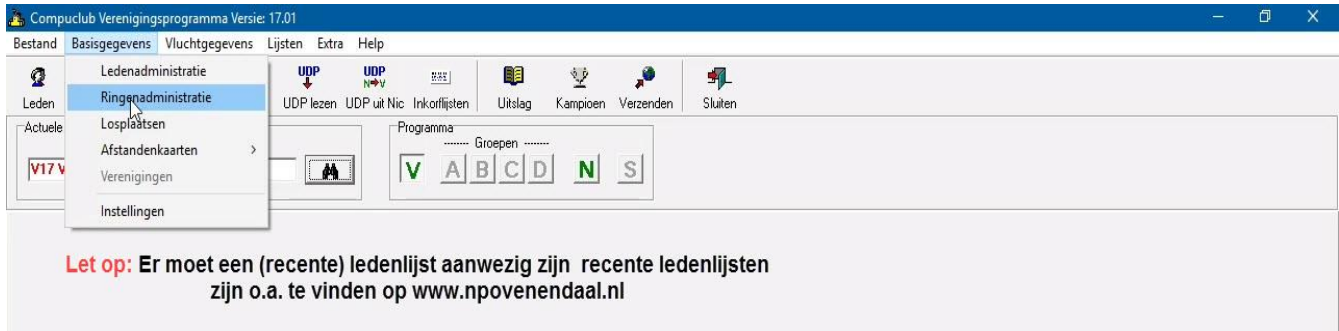 Compuclub Verenigingsprogramma Versie: 17.01
Bestand Basisgegevens Vluchtgegevens Lijsten Extra Help
Ledenadministratie
Ringenadministratie
Losplaatsen
Afstandenkaarten
Verenigingen
Instellingen
UDP UDP N V
Leden UDP lezen UDP uit Nic Inkorflijsten Uitslag Kampioen Verzenden Sluiten
Actuele Programma
Groepen
V17 V V A B C D N S
Let op: Er moet een (recente) ledenlijst aanwezig zijn recente ledenlijsten
zijn o.a. te vinden op www.npovenendaal.nl